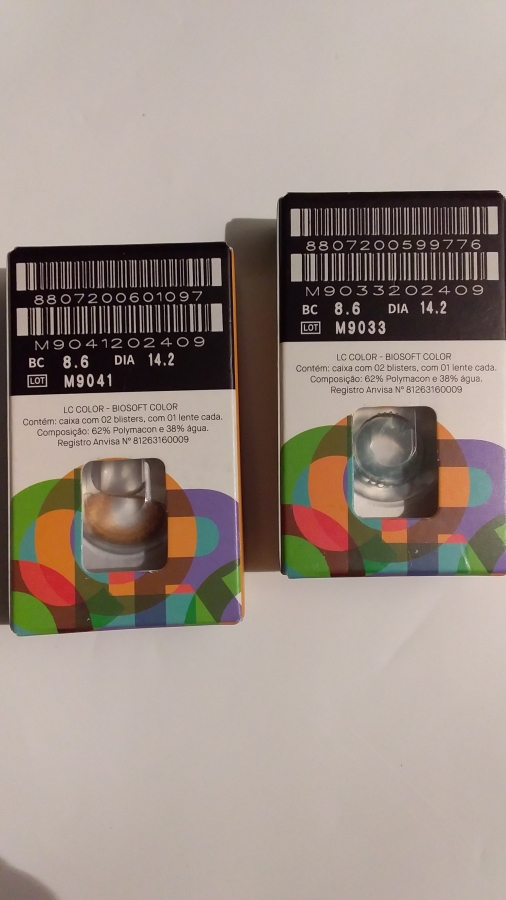 8807200601097
M9041202409
BC 8.6 DIA 14.2
LOT M9041
LC COLOR - BIOSOFT COLOR
Contém: caixa com 02 blisters, com 01 lente cada.
Composição: 62% Polymacon e 38% água.
Registro Anvisa N° 81263160009
8807200599776
M9033202409
BC 8.6 DIA 14.2
LOT M9033
LC COLOR - BIOSOFT COLOR
Contém: caixa com 02 blisters, com 01 lente cada.
Composição: 62% Polymacon e 38% água.
Registro Anvisa N° 81263160009